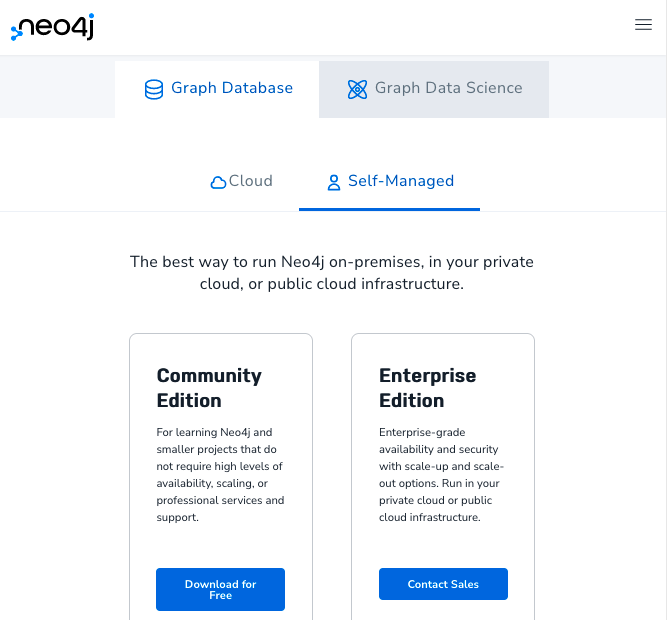 neo4j
Graph Database
Graph Data Science
Cloud
Self-Managed
The best way to run Neo4j on-premises, in your private
cloud, or public cloud infrastructure.
Community
Edition
For learning Neo4j and
smaller projects that do
not require high levels of
availability, scaling, or
professional services and
support.
Download for
Free
Enterprise
Edition
Enterprise-grade
availability and security
with scale-up and scale-
out options. Run in your
private cloud or public
cloud infrastructure.
Contact Sales